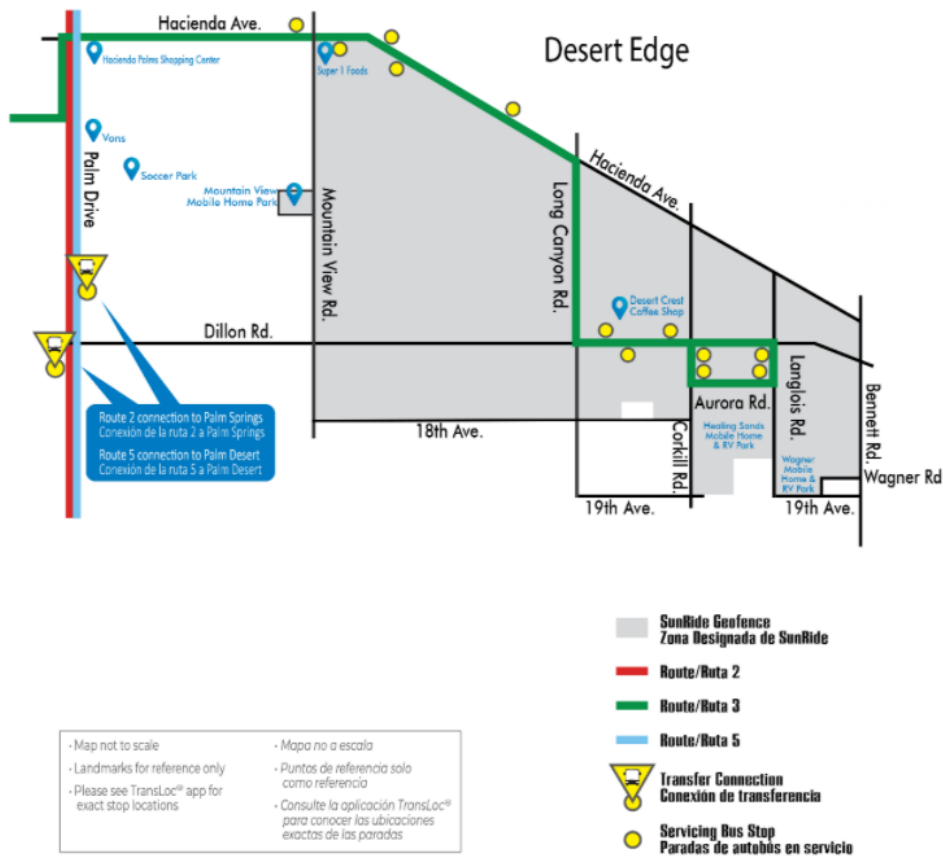 Desert Edge
Hacienda Ave.
Hacienda Palms Shopping Center
Super 1 Foods
Vons
Soccer Park
Palm Drive
Mountain View
Mobile Home Park
Mountain View Rd.
Long Canyon Rd.
Hacienda Ave.
Desert Crest
Coffee Shop
Dillon Rd.
Route 2 connection to Palm Springs
Conexión de la ruta 2 a Palm Springs
Route 5 connection to Palm Desert
Conexión de la ruta 5 a Palm Desert
18th Ave.
Aurora Rd.
Healing Sands
Mobile Home
& RV Park
Corkill Rd.
Langlois Rd.
Bennett Rd.
Wagner
Mobile
Home &
RV Park
Wagner Rd
19th Ave.
19th Ave.
SunRide Geofence
Zona Designada de SunRide
Route/Ruta 2
Route/Ruta 3
Route/Ruta 5
Transfer Connection
Conexión de transferencia
Servicing Bus Stop
Paradas de autobús en servicio
· Map not to scale
· Landmarks for reference only
· Please see TransLoc® app for
exact stop locations
· Mapa no a escala
· Puntos de referencia solo
como referencia
· Consulte la aplicación TransLoc®
para conocer las ubicaciones
exactas de las paradas